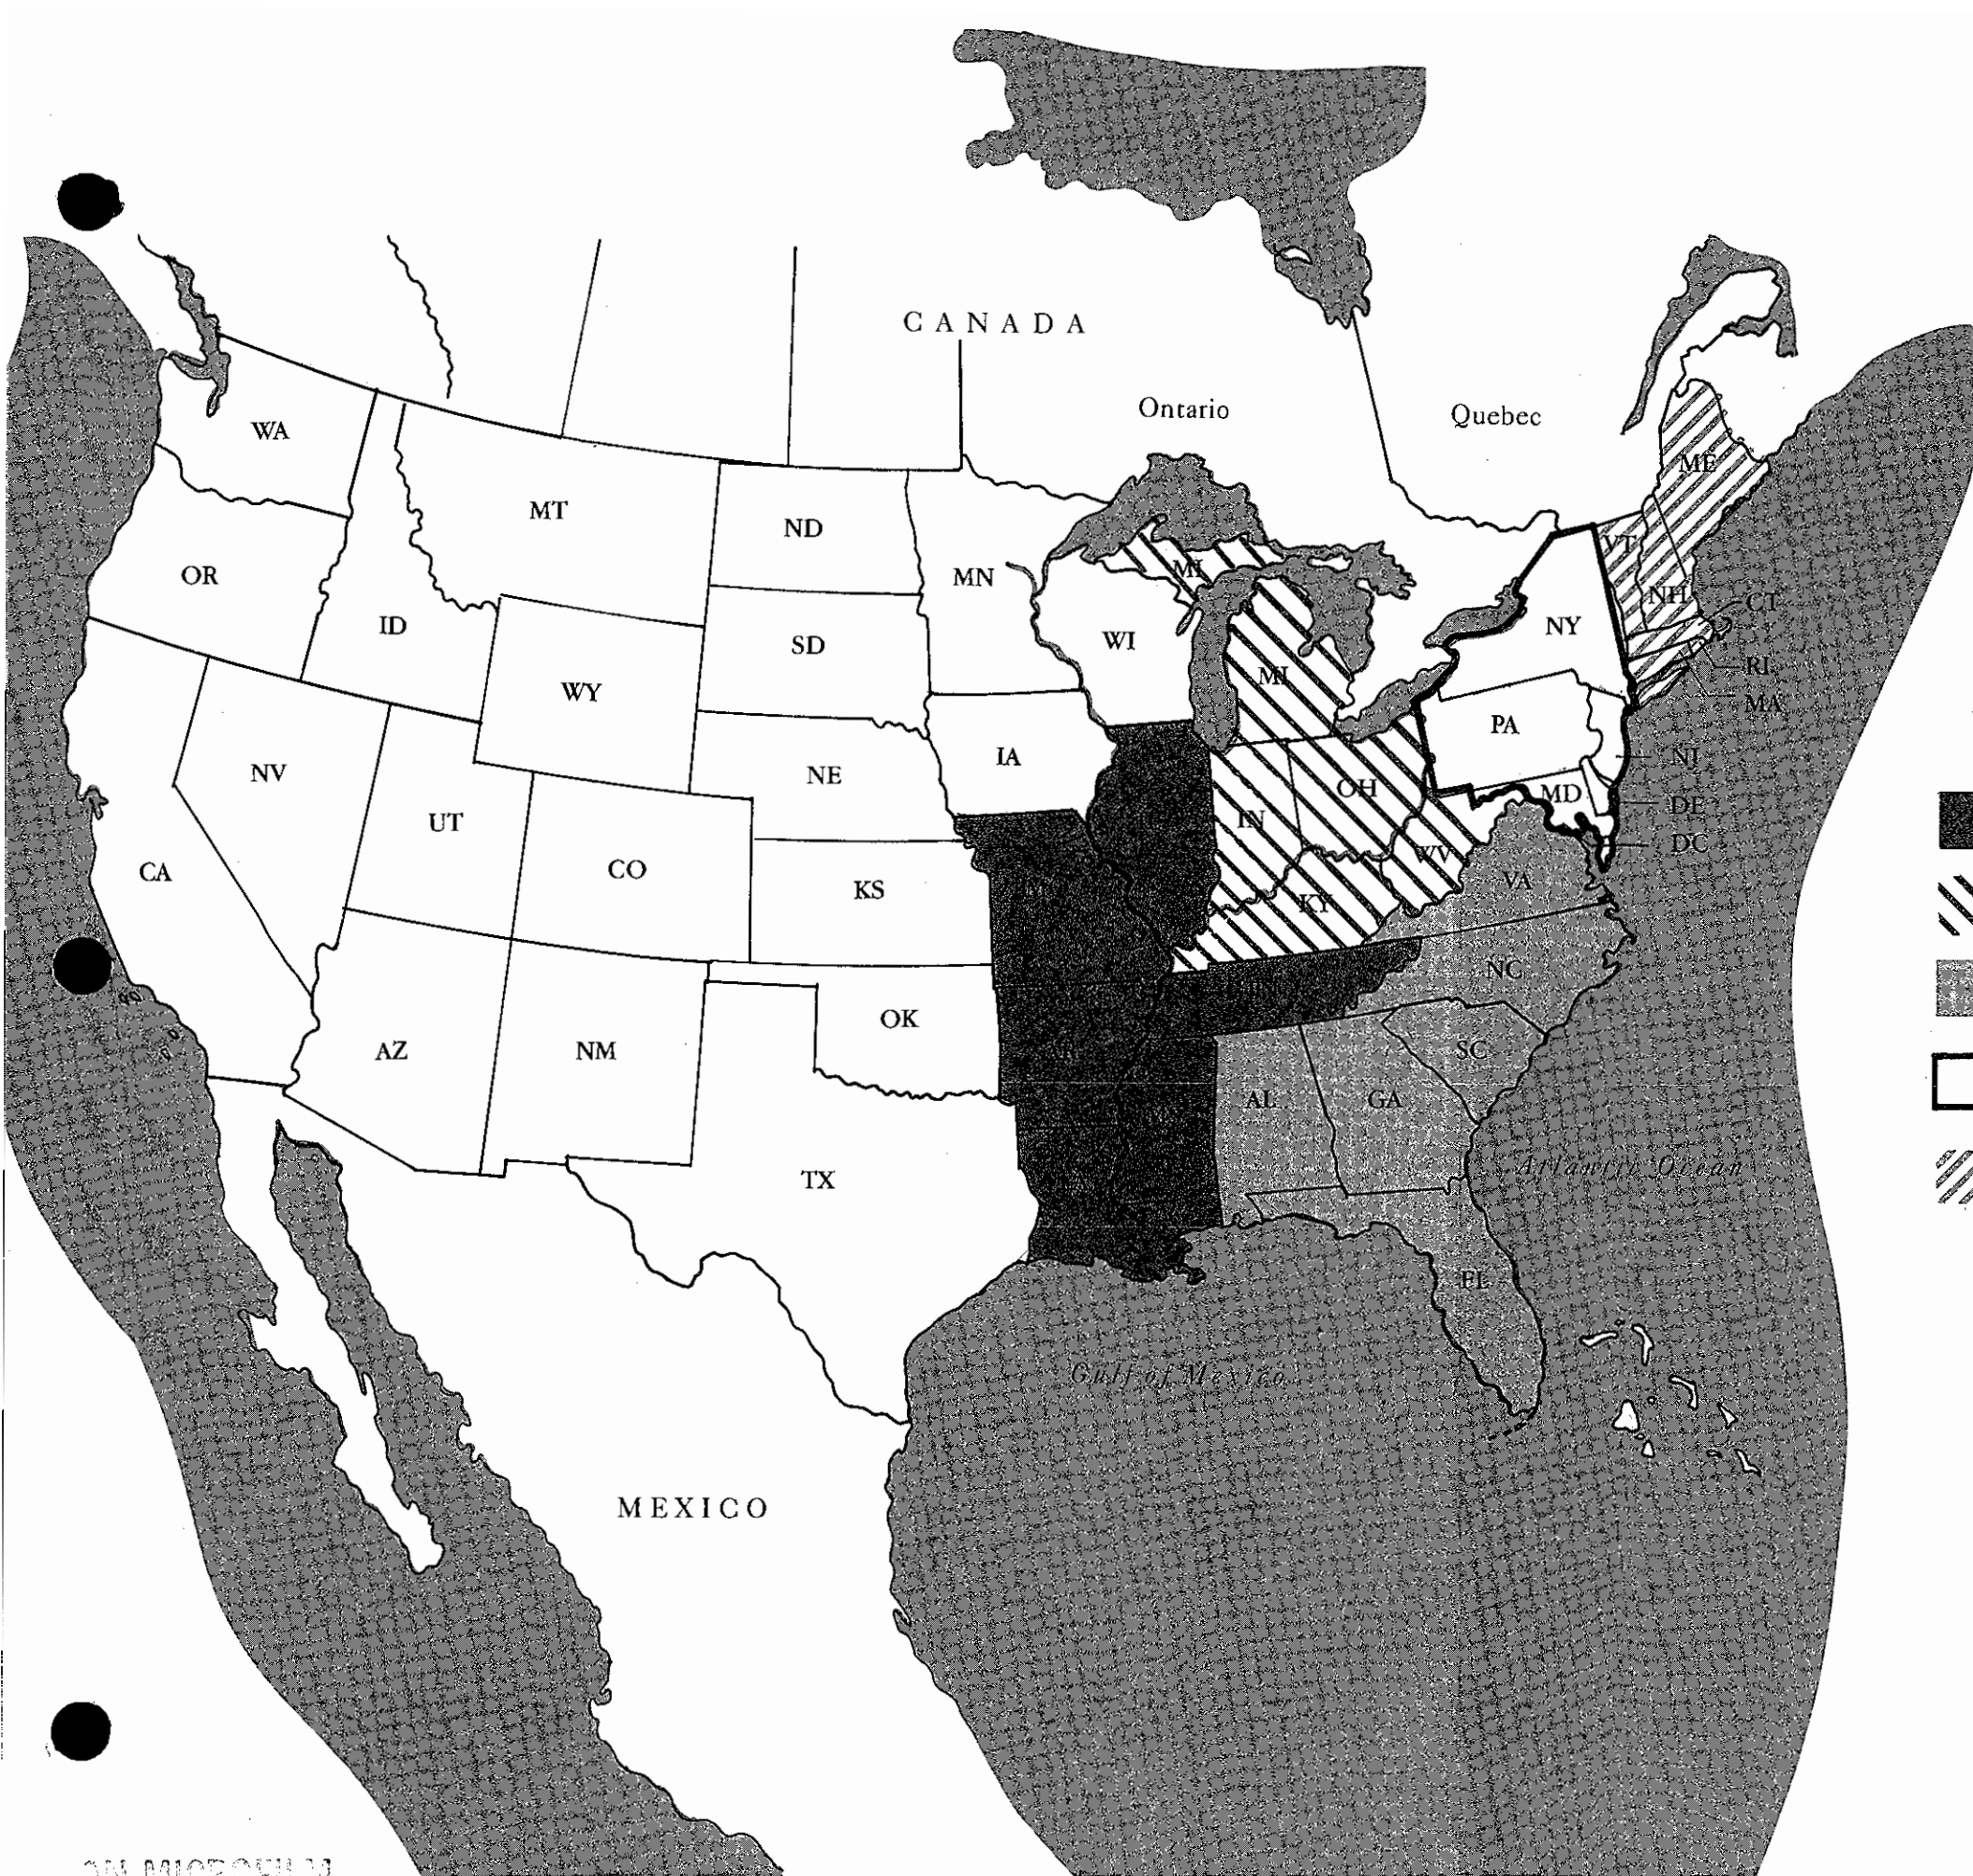 CANADA
Ontario
Quebec
WA
MT
ND
MN
OR
ID
SD
WI
MI
MI
WY
NE
IA
NV
UT
CO
KS
CA
AZ
NM
OK
TX
ME
VT
NH
NY
CT
RI
MA
PA
NJ
OH
MD
DE
IN
DC
WV
VA
KY
NC
SC
AL
GA
FL
Atlantic Ocean
Gulf of Mexico
MEXICO